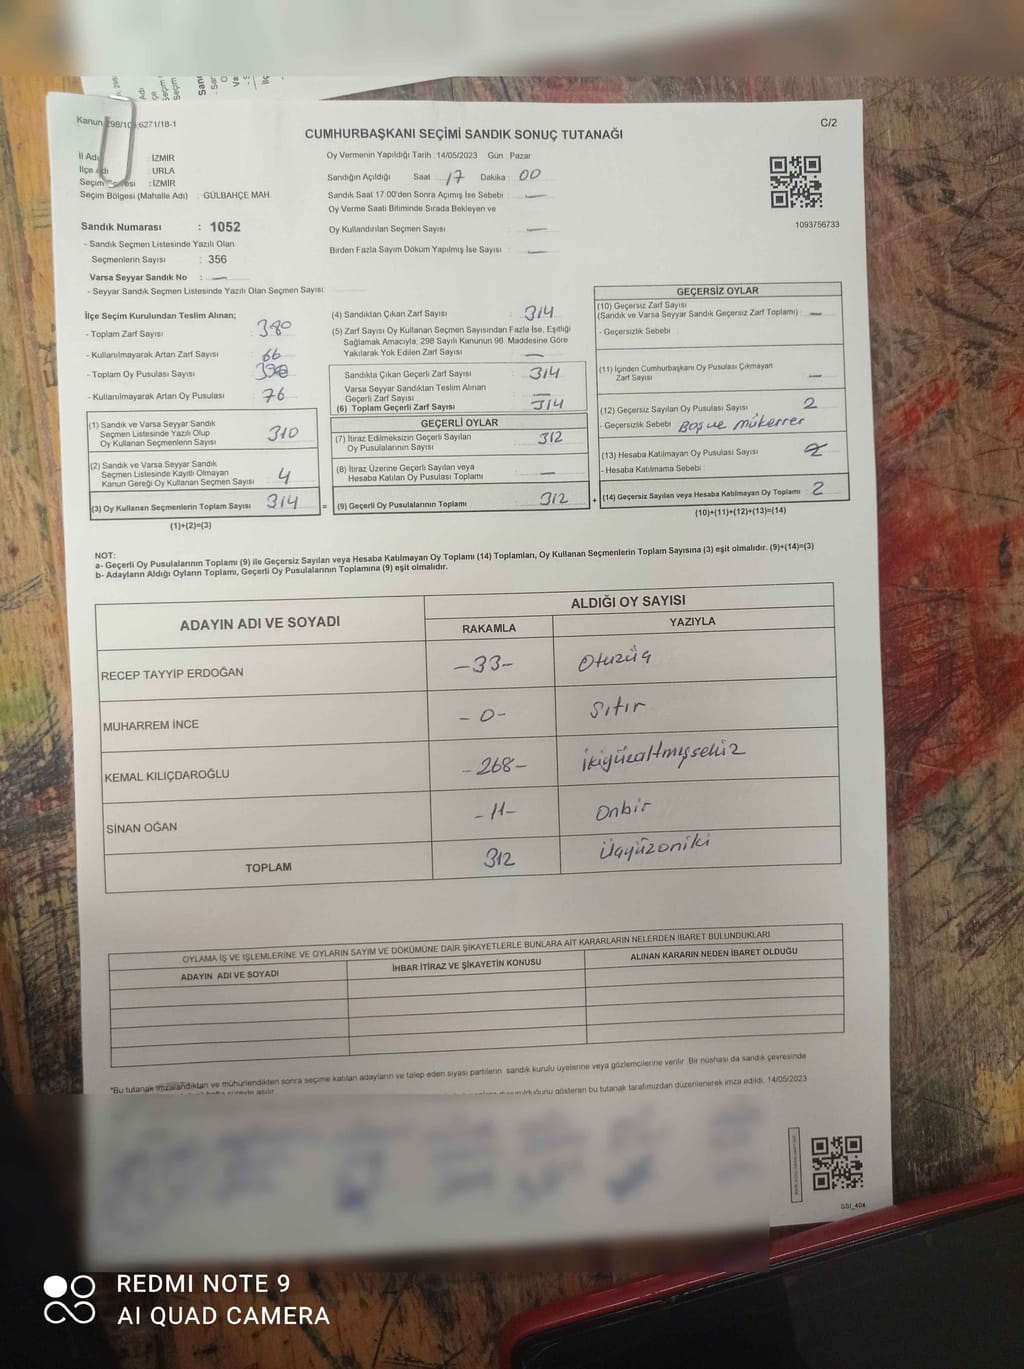 Kanun 298/10 6271/18-1
C/2
CUMHURBAŞKANI SEÇİMİ SANDIK SONUÇ TUTANAĞI
İl Adı İZMİR
İlçe Adı URLA
Seçim : İZMİR
Seçim Bölgesi (Mahalle Adı) : GÜLBAHÇE MAH.
Sandık Numarası : 1052
- Sandık Seçmen Listesinde Yazılı Olan
Seçmenlerin Sayısı : 356
Varsa Seyyar Sandık No : —
- Seyyar Sandık Seçmen Listesinde Yazılı Olan Seçmen Sayısı:
Oy Vermenin Yapıldığı Tarih : 14/05/2023 Gün : Pazar
Sandığın Açıldığı Saat 17 Dakika : 00
Sandık Saat 17:00'den Sonra Açımış İse Sebebi : —
Oy Verme Saati Bitiminde Sırada Bekleyen ve
Oy Kullandırılan Seçmen Sayısı : —
Birden Fazla Sayım Döküm Yapılmış İse Sayısı : —
1093756733
İlçe Seçim Kurulundan Teslim Alınan;
- Toplam Zarf Sayısı : 380
- Kullanılmayarak Artan Zarf Sayısı : 66
- Toplam Oy Pusulası Sayısı :
- Kullanılmayarak Artan Oy Pusulası : 76
(1) Sandık ve Varsa Seyyar Sandık
Seçmen Listesinde Yazılı Olup
Oy Kullanan Seçmenlerin Sayısı : 310
(2) Sandık ve Varsa Seyyar Sandık
Seçmen Listesinde Kayıtlı Olmayan
Kanun Gereği Oy Kullanan Seçmen Sayısı : 4
(3) Oy Kullanan Seçmenlerin Toplam Sayısı : 314
(1)+(2)=(3)
(4) Sandıktan Çıkan Zarf Sayısı : 314
(5) Zarf Sayısı Oy Kullanan Seçmen Sayısından Fazla İse, Eşitliği
Sağlamak Amacıyla, 298 Sayılı Kanunun 98. Maddesine Göre
Yakılarak Yok Edilen Zarf Sayısı : —
Sandıkta Çıkan Geçerli Zarf Sayısı : 314
Varsa Seyyar Sandıktan Teslim Alınan
Geçerli Zarf Sayısı : —
(6) Toplam Geçerli Zarf Sayısı : 314
GEÇERLİ OYLAR
(7) İtiraz Edilmeksizin Geçerli Sayılan
Oy Pusulalarının Sayısı : 312
(8) İtiraz Üzerine Geçerli Sayılan veya
Hesaba Katılan Oy Pusulası Toplamı : —
= (9) Geçerli Oy Pusulalarının Toplamı : 312
GEÇERSİZ OYLAR
(10) Geçersiz Zarf Sayısı
(Sandık ve Varsa Seyyar Sandık Geçersiz Zarf Toplamı) : —
- Geçersizlik Sebebi :
(11) İçinden Cumhurbaşkanı Oy Pusulası Çıkmayan
Zarf Sayısı : —
(12) Geçersiz Sayılan Oy Pusulası Sayısı : 2
- Geçersizlik Sebebi : Boş ve mükerrer
(13) Hesaba Katılmayan Oy Pusulası Sayısı :
- Hesaba Katılmama Sebebi :
+ (14) Geçersiz Sayılan veya Hesaba Katılmayan Oy Toplamı : 2
(10)+(11)+(12)+(13)=(14)
NOT:
a- Geçerli Oy Pusulalarının Toplamı (9) ile Geçersiz Sayılan veya Hesaba Katılmayan Oy Toplamı (14) Toplamları, Oy Kullanan Seçmenlerin Toplam Sayısına (3) eşit olmalıdır. (9)+(14)=(3)
b- Adayların Aldığı Oyların Toplamı, Geçerli Oy Pusulalarının Toplamına (9) eşit olmalıdır.
ADAYIN ADI VE SOYADI ALDIĞI OY SAYISI
RAKAMLA YAZIYLA
RECEP TAYYİP ERDOĞAN -33- Otuzüç
MUHARREM İNCE -0- Sıfır
KEMAL KILIÇDAROĞLU -268- ikiyüzaltmışsekiz
SİNAN OĞAN -11- Onbir
TOPLAM 312 Üçyüzoniki
OYLAMA İŞ VE İŞLEMLERİNE VE OYLARIN SAYIM VE DÖKÜMÜNE DAİR ŞİKAYETLERLE BUNLARA AİT KARARLARIN NELERDEN İBARET BULUNDUKLARI
ADAYIN ADI VE SOYADI İHBAR İTİRAZ VE ŞİKAYETİN KONUSU ALINAN KARARIN NEDEN İBARET OLDUĞU
*Bu tutanak imzalandıktan ve mühürlendikten sonra seçime katılan adayların ve talep eden siyasi partilerin sandık kurulu üyelerine veya gözlemcilerine verilir. Bir nüshası da sandık çevresinde
gösteren bu tutanak tarafımızdan düzenlenerek imza edildi. 14/05/2023
SSI_404
REDMI NOTE 9
AI QUAD CAMERA